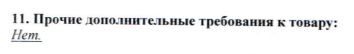 11. Прочие дополнительные требования к товару:
Нет.